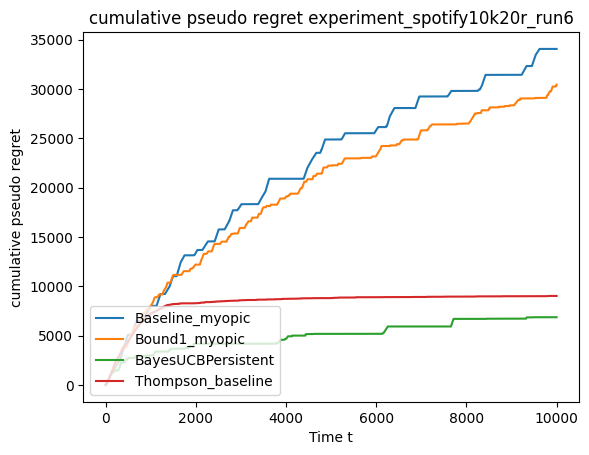 cumulative pseudo regret experiment_spotify10k20r_run6
35000
30000
25000
20000
15000
10000
5000
0
cumulative pseudo regret
Baseline_myopic
Bound1_myopic
BayesUCBPersistent
Thompson_baseline
0 2000 4000 6000 8000 10000
Time t